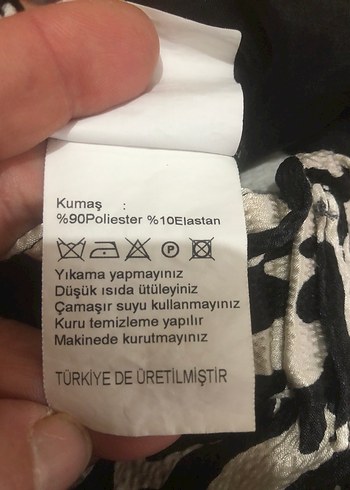 Kumaş :
%90Poliester %10Elastan
P
Yıkama yapmayınız
Düşük ısıda ütüleyiniz
Çamaşır suyu kullanmayınız
Kuru temizleme yapılır
Makinede kurutmayınız
TÜRKİYE DE ÜRETİLMİŞTİR